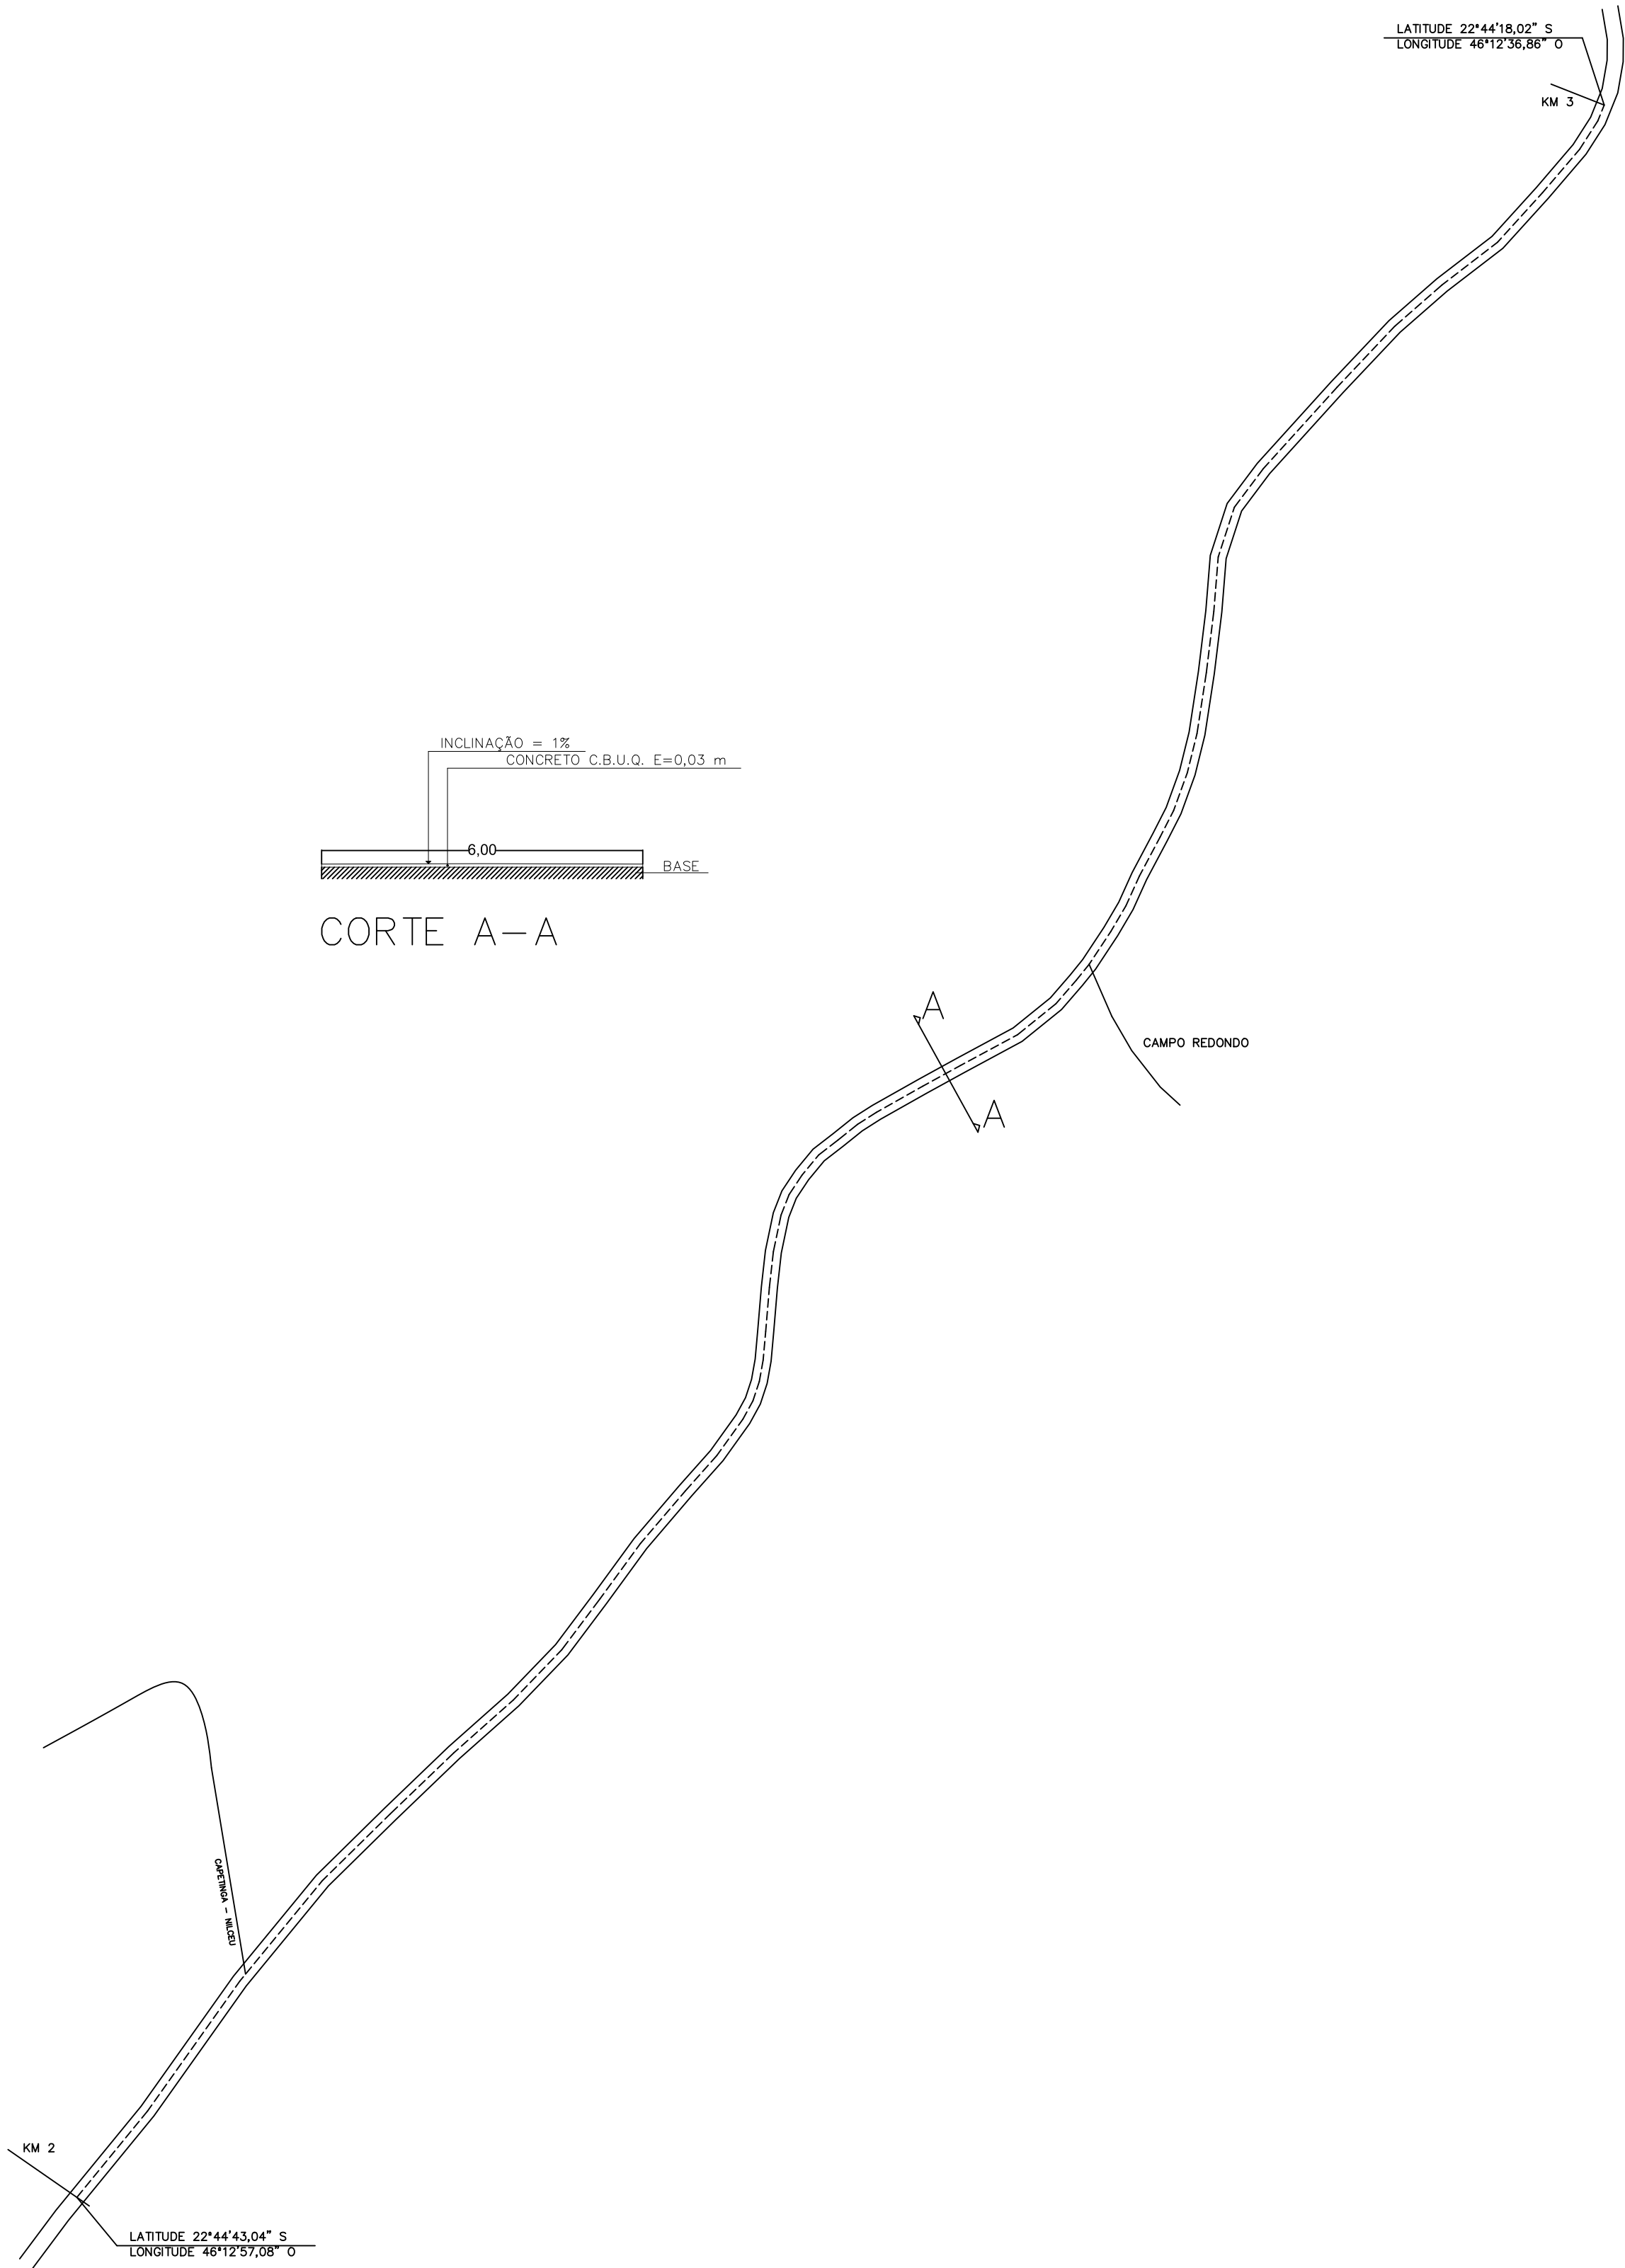 LATITUDE 22°44'18,02" S
LONGITUDE 46°12'36,86" O
KM 3
INCLINAÇÃO = 1%
CONCRETO C.B.U.Q. E=0,03 m
6,00
BASE
CORTE A-A
A
CAMPO REDONDO
A
CAPETINGA - NILCEU
KM 2
LATITUDE 22°44'43,04" S
LONGITUDE 46°12'57,08" O